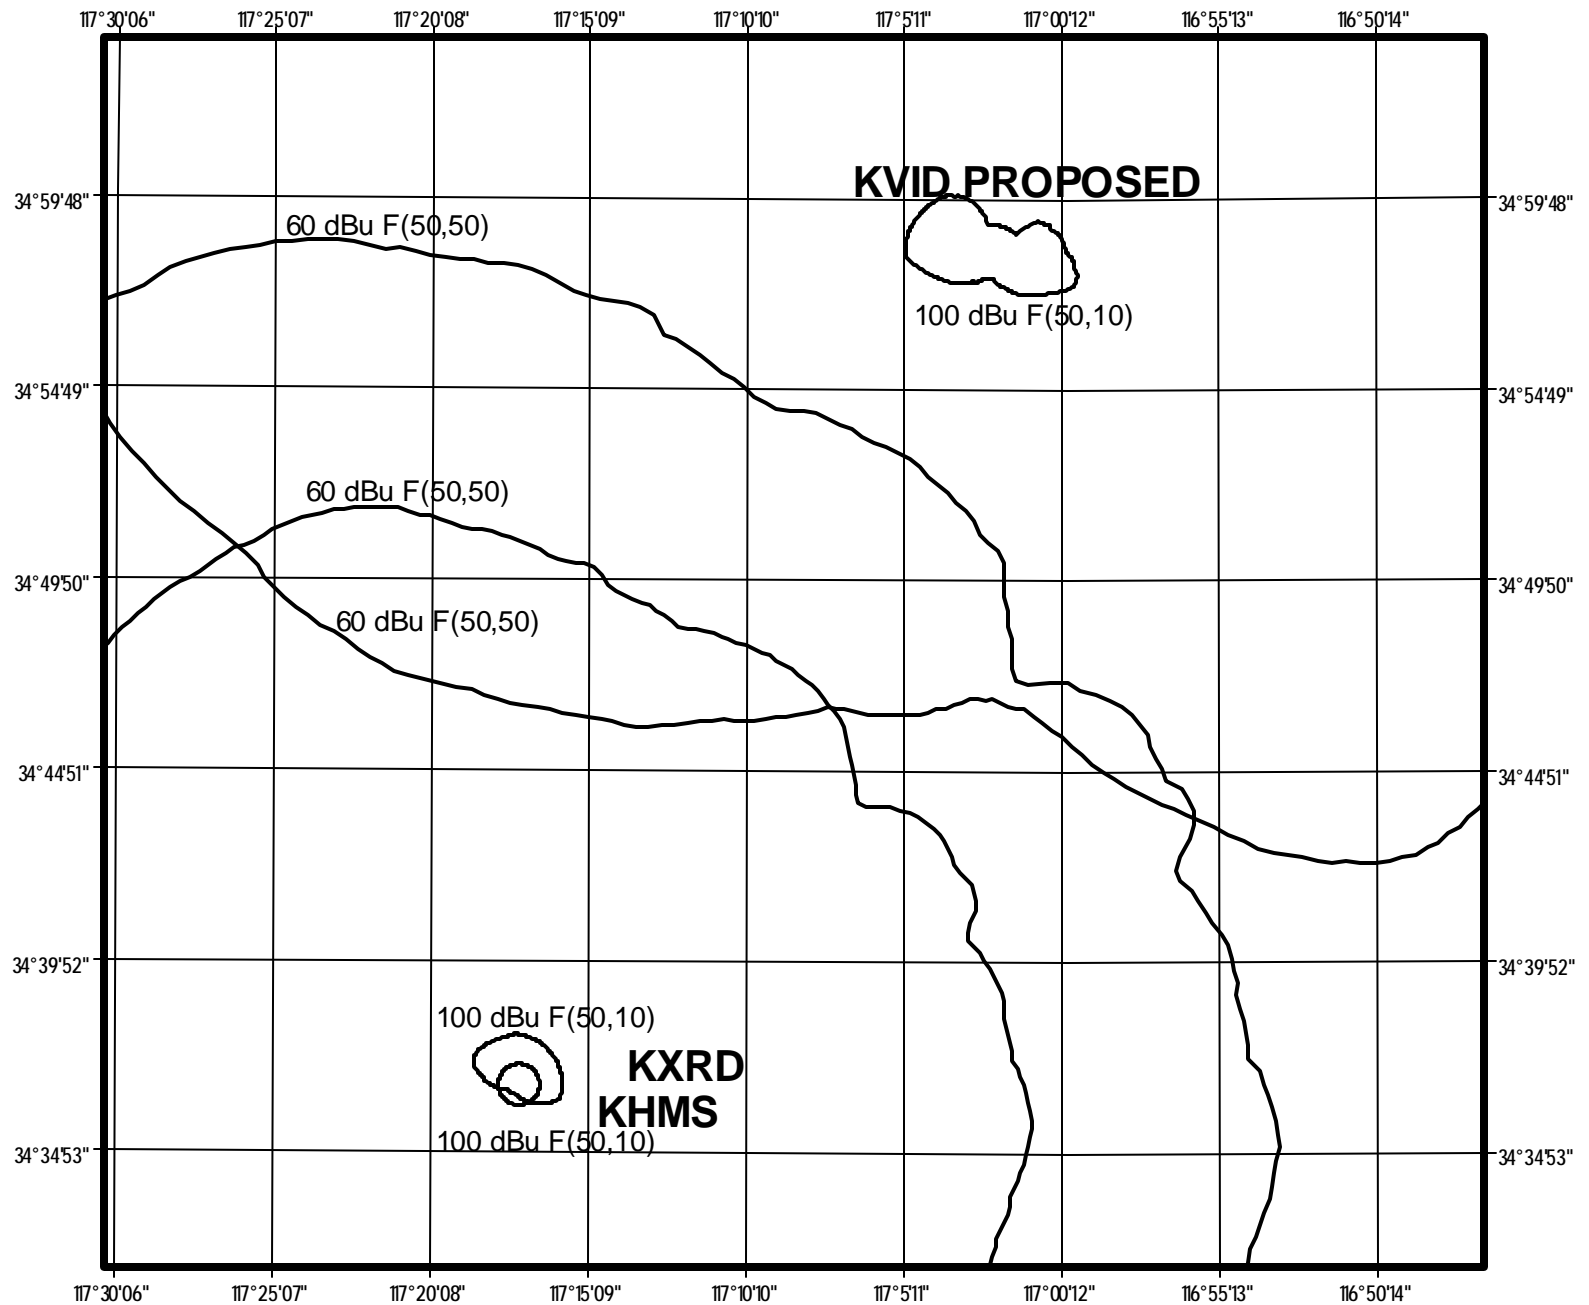 117°30'06" 117°25'07" 117°20'08" 117°15'09" 117°10'10" 117°5'11" 117°00'12" 116°55'13" 116°50'14"
KVID PROPOSED
34°59'48" 34°59'48"
60 dBu F(50,50)
100 dBu F(50,10)
34°54'49" 34°54'49"
60 dBu F(50,50)
34°49'50" 34°49'50"
60 dBu F(50,50)
34°44'51" 34°44'51"
34°39'52" 34°39'52"
100 dBu F(50,10)
KXRD
KHMS
100 dBu F(50,10)
34°34'53" 34°34'53"
117°30'06" 117°25'07" 117°20'08" 117°15'09" 117°10'10" 117°5'11" 117°00'12" 116°55'13" 116°50'14"